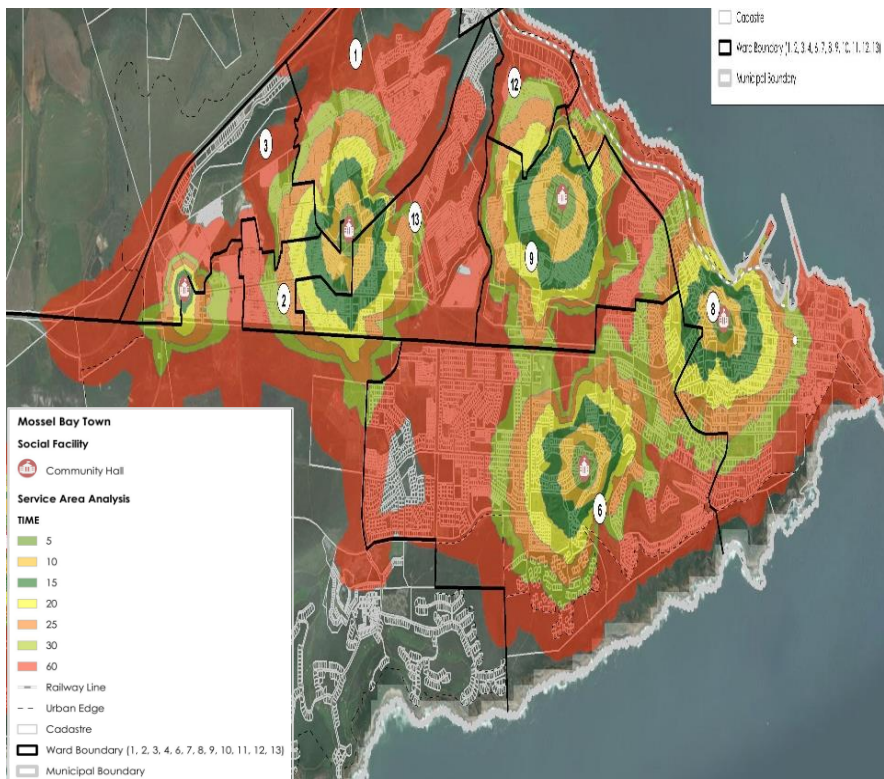 Cadastre
Ward Boundary (1, 2, 3, 4, 6, 7, 8, 9, 10, 11, 12, 13)
Municipal Boundary
1
12
3
13
9
2
8
6
Mossel Bay Town
Social Facility
Community Hall
Service Area Analysis
TIME
5
10
15
20
25
30
60
Railway Line
Urban Edge
Cadastre
Ward Boundary (1, 2, 3, 4, 6, 7, 8, 9, 10, 11, 12, 13)
Municipal Boundary